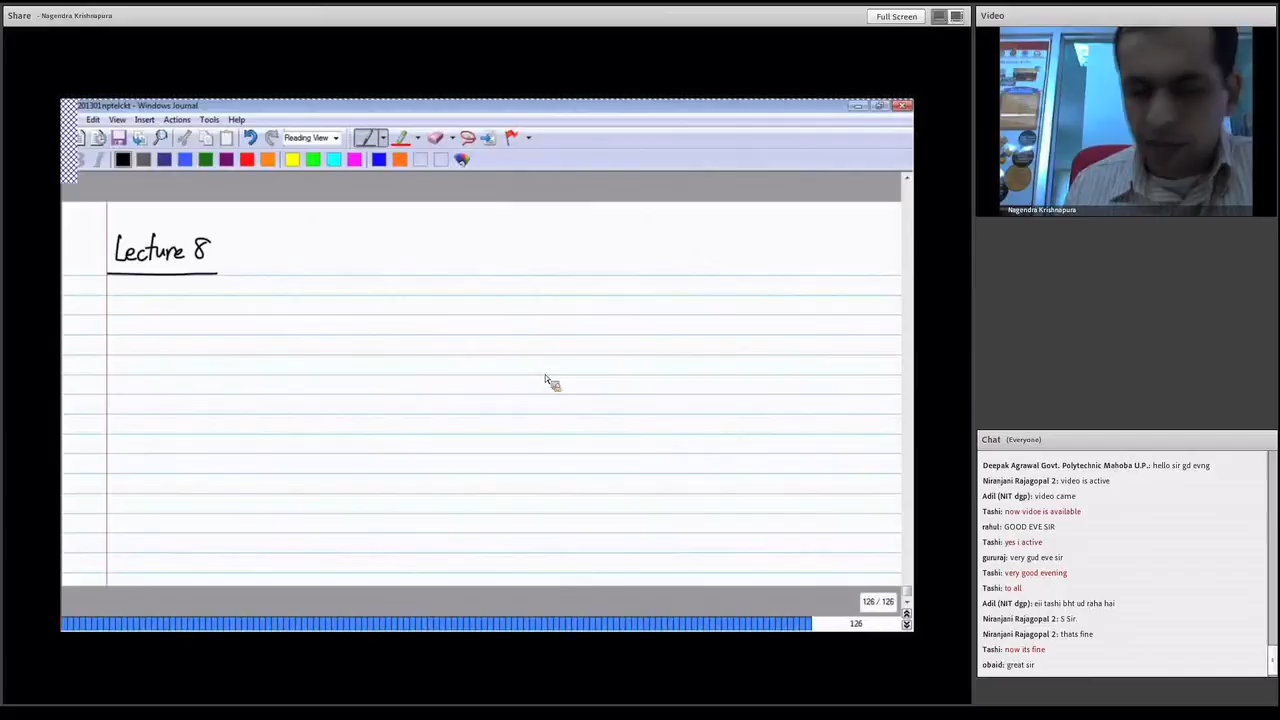 Share - Nagendra Krishnapura
Full Screen
Video
201301nptelckt - Windows Journal
Edit View Insert Actions Tools Help
Reading View
Lecture 8
126 / 126
126
Nagendra Krishnapura
Chat (Everyone)
Deepak Agrawal Govt. Polytechnic Mahoba U.P.: hello sir gd evng
Niranjani Rajagopal 2: video is active
Adil (NIT dgp): video came
Tashi: now vidoe is available
rahul: GOOD EVE SIR
Tashi: yes i active
gururaj: very gud eve sir
Tashi: very good evening
Tashi: to all
Adil (NIT dgp): eii tashi bht ud raha hai
Niranjani Rajagopal 2: S Sir
Niranjani Rajagopal 2: thats fine
Tashi: now its fine
obaid: great sir